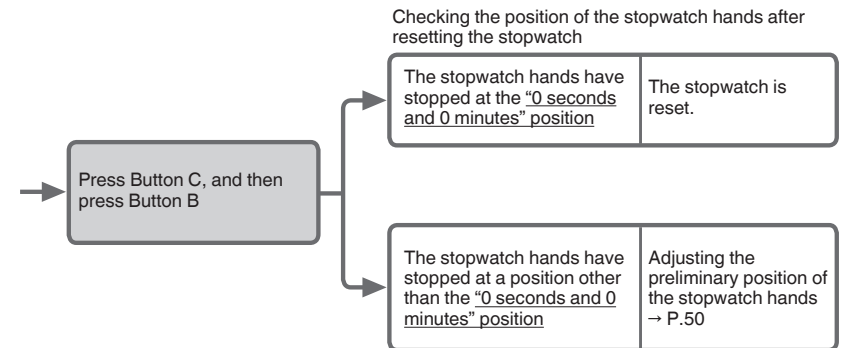 Checking the position of the stopwatch hands after
resetting the stopwatch
The stopwatch hands have
stopped at the “0 seconds
and 0 minutes” position
The stopwatch is
reset.
Press Button C, and then
press Button B
The stopwatch hands have
stopped at a position other
than the “0 seconds and 0
minutes” position
Adjusting the
preliminary position of
the stopwatch hands
→ P.50